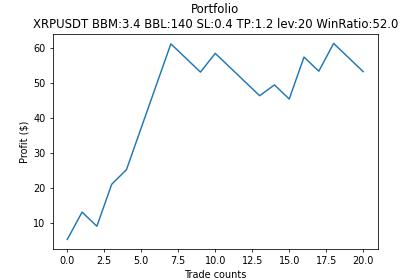 Portfolio
XRPUSDT BBM:3.4 BBL:140 SL:0.4 TP:1.2 lev:20 WinRatio:52.0
60
50
40
30
20
10
Profit ($)
0.0 2.5 5.0 7.5 10.0 12.5 15.0 17.5 20.0
Trade counts